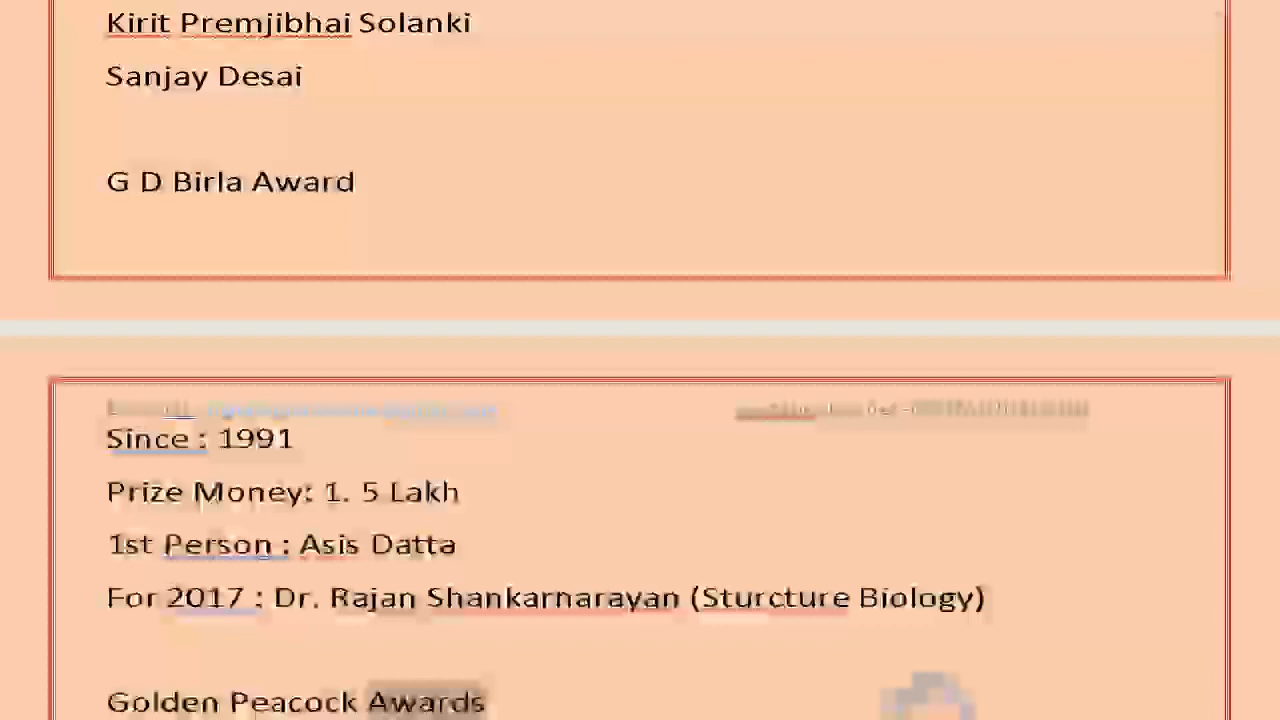 Kirit Premjibhai Solanki
Sanjay Desai
G D Birla Award
Since : 1991
Prize Money: 1. 5 Lakh
1st Person : Asis Datta
For 2017 : Dr. Rajan Shankarnarayan (Sturcture Biology)
Golden Peacock Awards